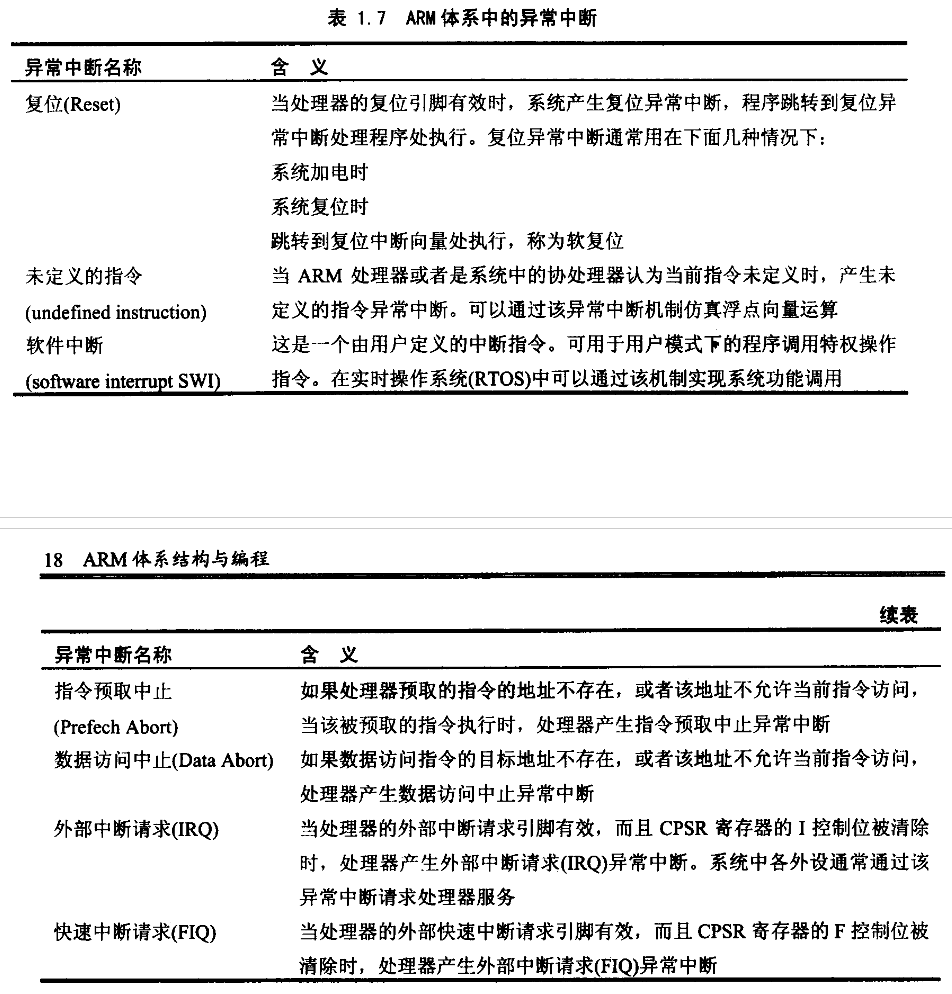 表 1.7 ARM 体系中的异常中断
异常中断名称 含 义
复位(Reset) 当处理器的复位引脚有效时，系统产生复位异常中断，程序跳转到复位异
常中断处理程序处执行。复位异常中断通常用在下面几种情况下：
系统加电时
系统复位时
跳转到复位中断向量处执行，称为软复位
未定义的指令 当 ARM 处理器或者是系统中的协处理器认为当前指令未定义时，产生未
(undefined instruction) 定义的指令异常中断。可以通过该异常中断机制仿真浮点向量运算
软件中断 这是一个由用户定义的中断指令。可用于用户模式下的程序调用特权操作
(software interrupt SWI) 指令。在实时操作系统(RTOS)中可以通过该机制实现系统功能调用
18 ARM 体系结构与编程
续表
异常中断名称 含 义
指令预取中止 如果处理器预取的指令的地址不存在，或者该地址不允许当前指令访问，
(Prefech Abort) 当该被预取的指令执行时，处理器产生指令预取中止异常中断
数据访问中止(Data Abort) 如果数据访问指令的目标地址不存在，或者该地址不允许当前指令访问，
处理器产生数据访问中止异常中断
外部中断请求(IRQ) 当处理器的外部中断请求引脚有效，而且 CPSR 寄存器的 I 控制位被清除
时，处理器产生外部中断请求(IRQ)异常中断。系统中各外设通常通过该
异常中断请求处理器服务
快速中断请求(FIQ) 当处理器的外部快速中断请求引脚有效，而且 CPSR 寄存器的 F 控制位被
清除时，处理器产生外部中断请求(FIQ)异常中断